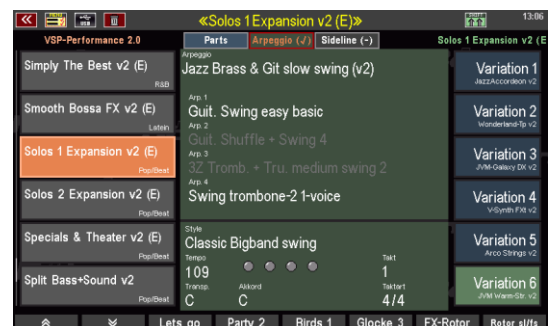 «Solos 1 Expansion v2 (E)»
13:06
VSP-Performance 2.0
Parts
Arpeggio (√)
Sideline (-)
Solos 1 Expansion v2 (E
Simply The Best v2 (E)
R&B
Smooth Bossa FX v2 (E)
Latein
Solos 1 Expansion v2 (E)
Pop/Beat
Solos 2 Expansion v2 (E)
Pop/Beat
Specials & Theater v2 (E)
Pop/Beat
Split Bass+Sound v2
Pop/Beat
Arpeggio
Jazz Brass & Git slow swing (v2)
Arp. 1
Guit. Swing easy basic
Arp. 2
Guit. Shuffle + Swing 4
Arp. 3
3Z Tromb. + Tru. medium swing 2
Arp. 4
Swing trombone-2 1-voice
Style
Classic Bigband swing
Tempo
Takt
109
1
Transp.
Akkord
Taktart
C
C
4/4
Variation 1
JazzAccordeon v2
Variation 2
Wonderland-Tp v2
Variation 3
JVM-Galaxy DX v2
Variation 4
V-Synth FXt v2
Variation 5
Arco Strings v2
Variation 6
JVM Warm-Str. v2
Lets go
Party 2
Birds 1
Glocke 3
FX-Rotor
Rotor sl/fs